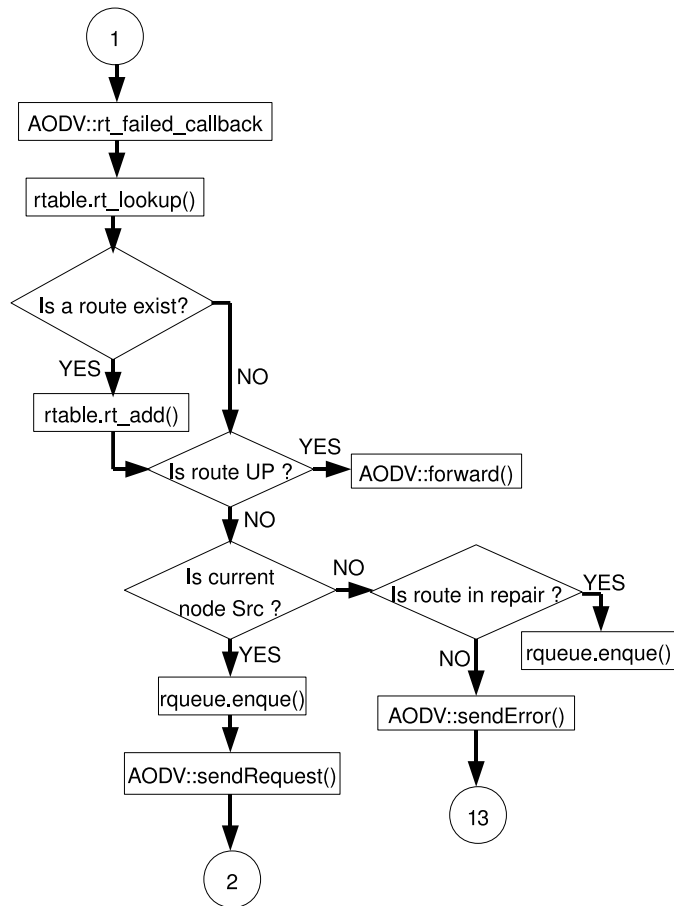 1
AODV::rt_failed_callback
rtable.rt_lookup()
Is a route exist?
YES
NO
rtable.rt_add()
YES
Is route UP ?
AODV::forward()
NO
Is current
node Src ?
NO
Is route in repair ?
YES
rqueue.enque()
YES
NO
rqueue.enque()
AODV::sendError()
AODV::sendRequest()
13
2